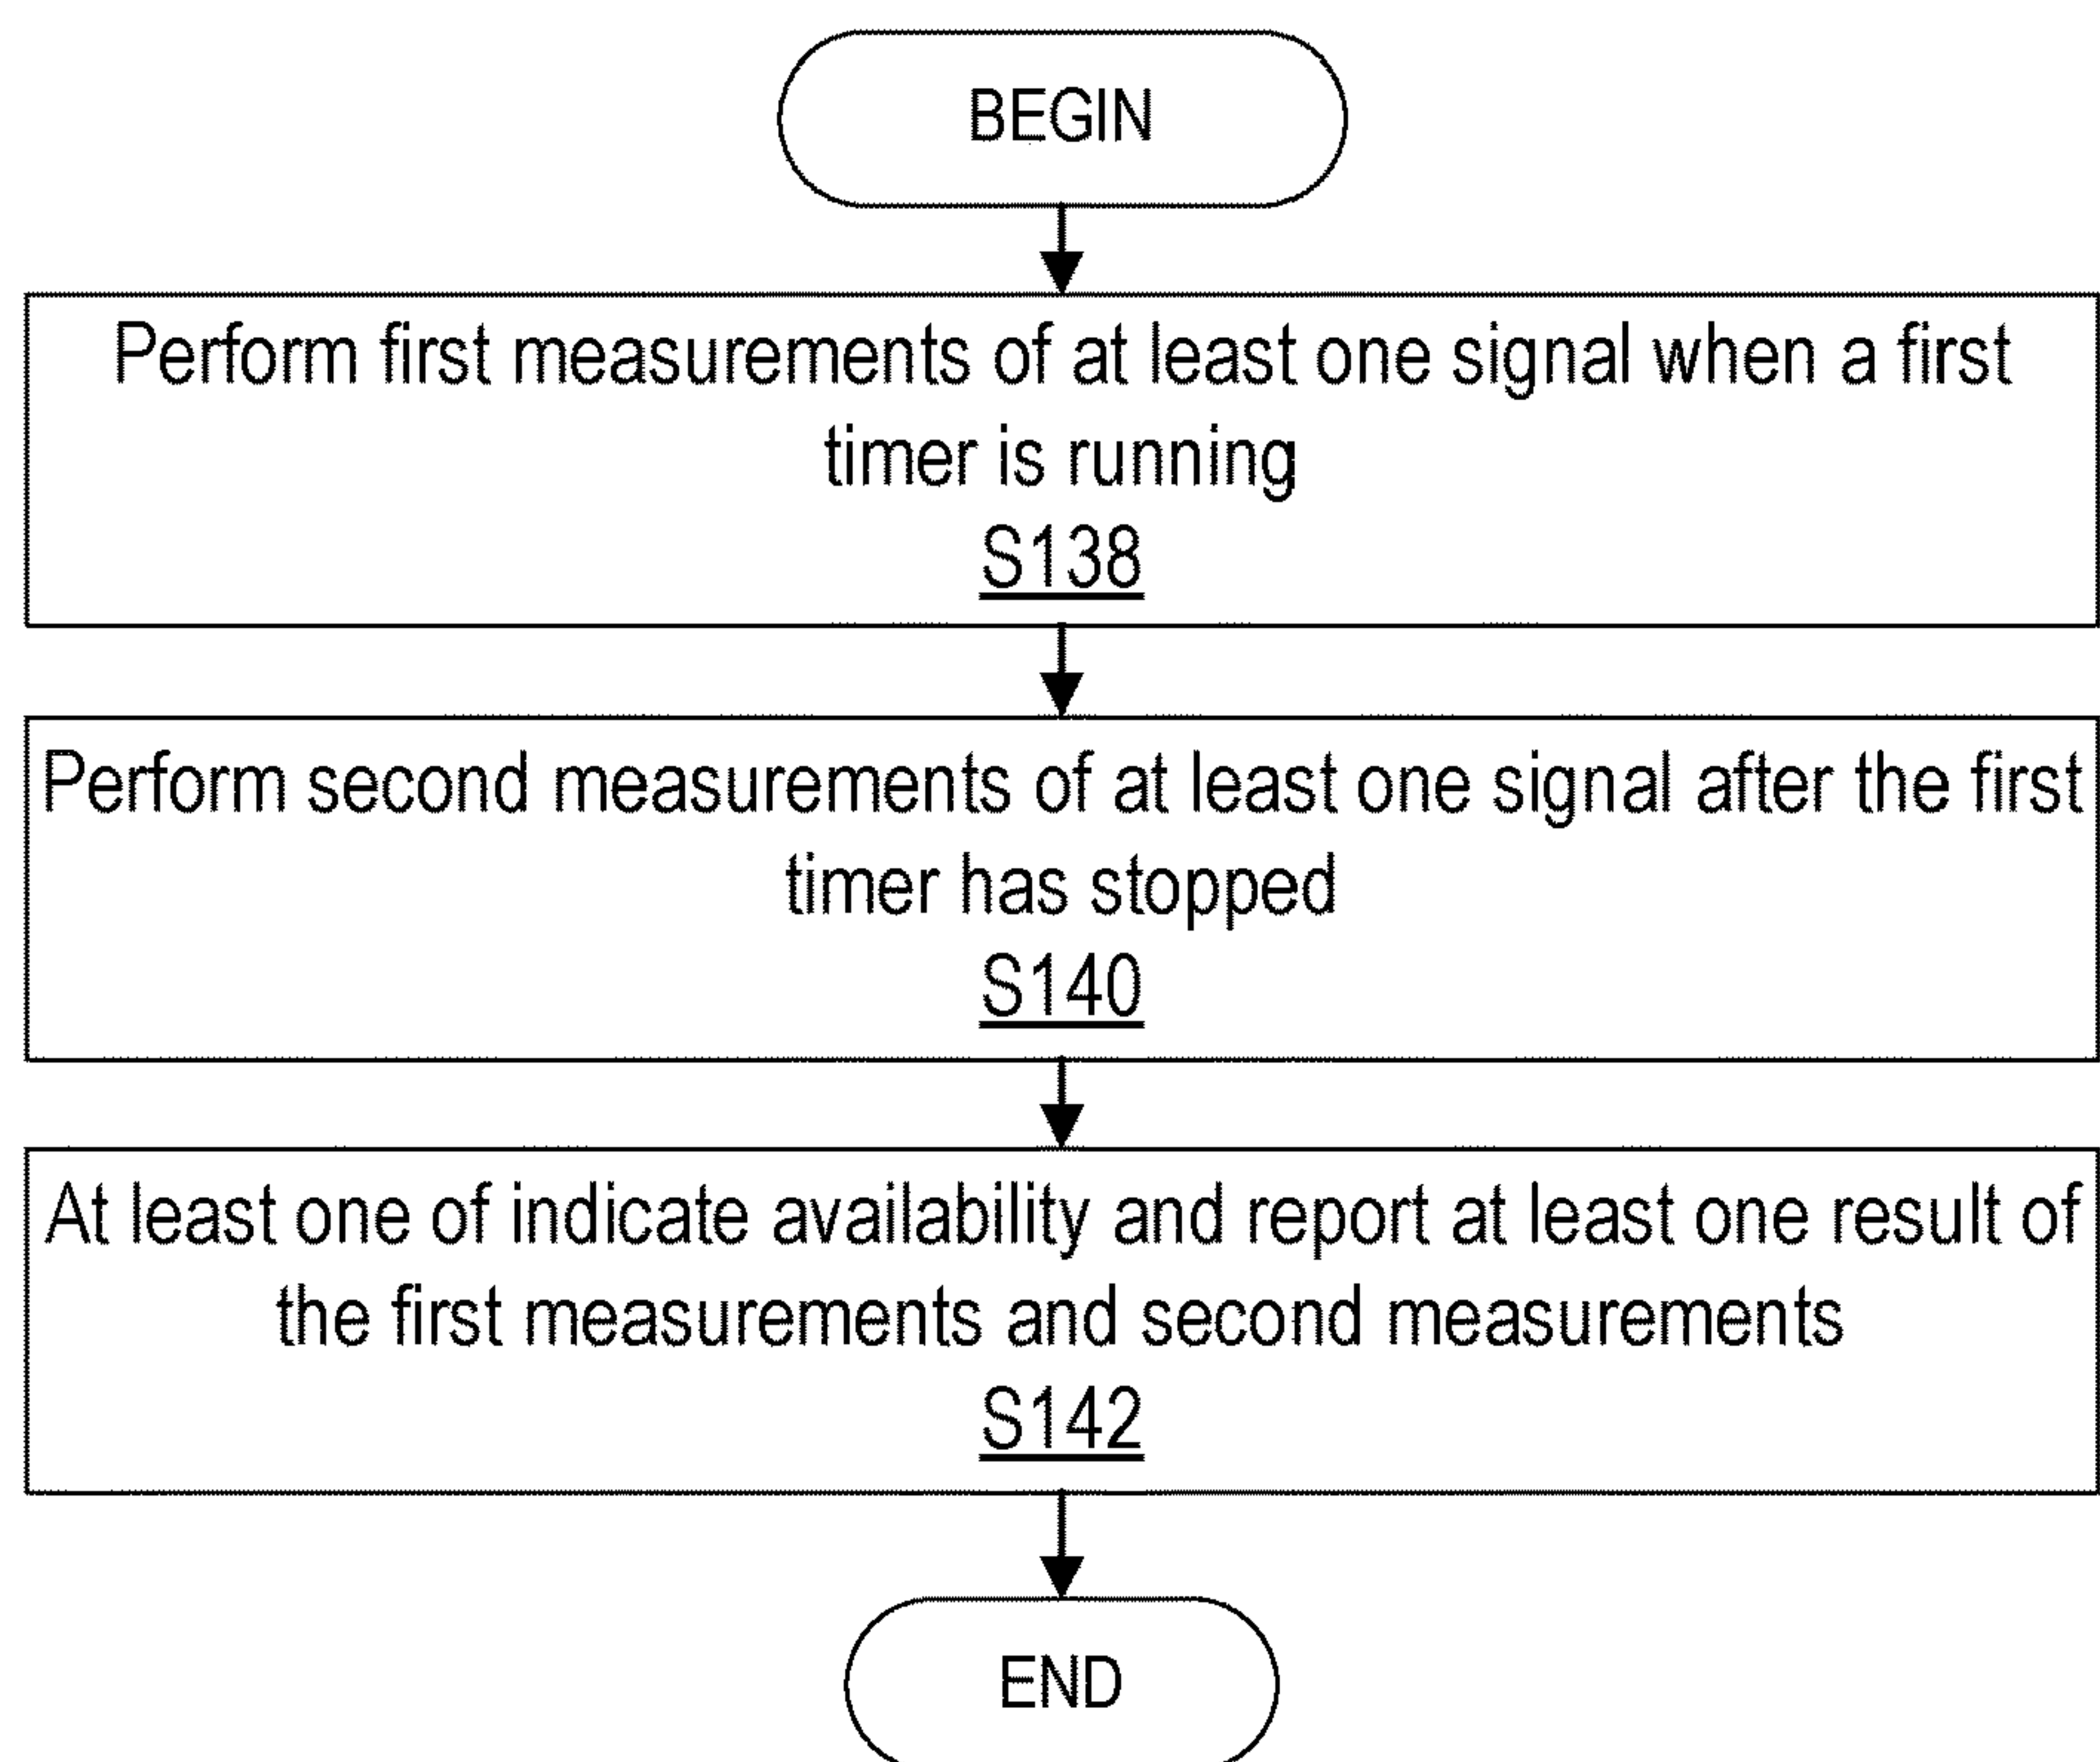 BEGIN
Perform first measurements of at least one signal when a first
timer is running
S138
Perform second measurements of at least one signal after the first
timer has stopped
S140
At least one of indicate availability and report at least one result of
the first measurements and second measurements
S142
END